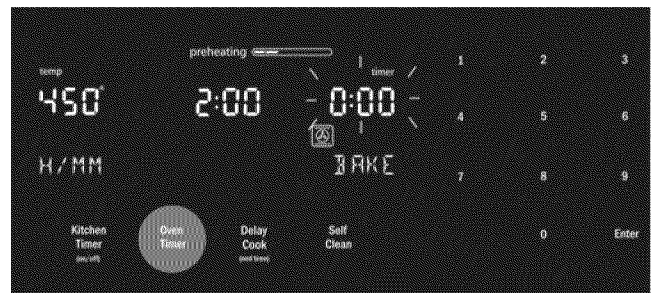 preheating
temp
timer
450°
2:00
0:00
H/MM
BAKE
1 2 3
4 5 6
7 8 9
0 Enter
Kitchen
Timer
(on/off)
Oven
Timer
Delay
Cook
(end time)
Self
Clean